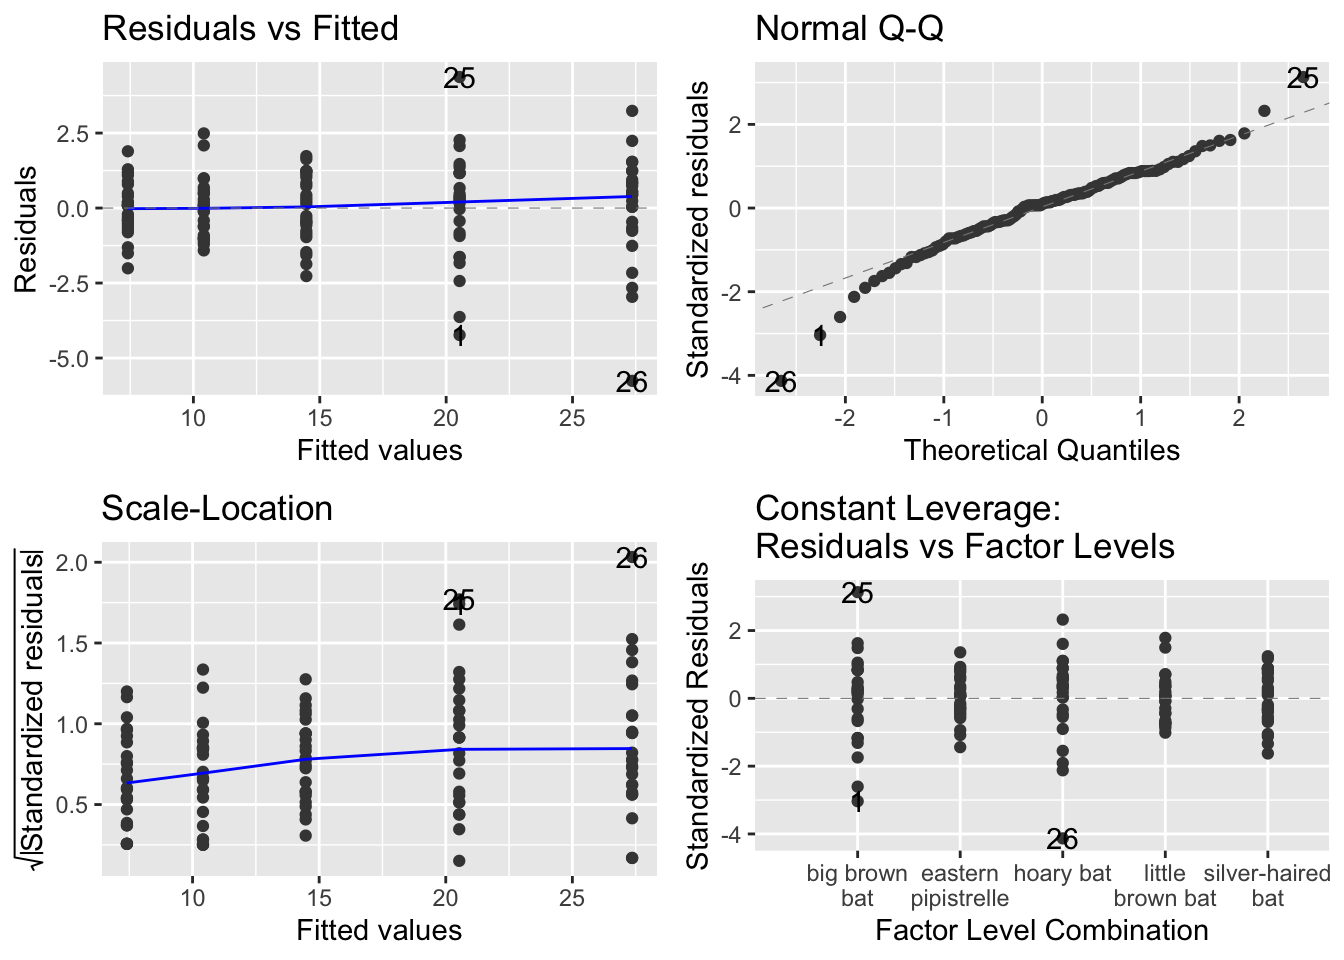 Residuals vs Fitted
25
2.5
0.0
-2.5
-5.0
1
26
10
15
20
25
Residuals
Fitted values
Normal Q-Q
25
2
0
-2
-4
1
26
-2
-1
0
1
2
Standardized residuals
Theoretical Quantiles
Scale-Location
26
25
1
2.0
1.5
1.0
0.5
10
15
20
25
√|Standardized residuals|
Fitted values
Constant Leverage:
Residuals vs Factor Levels
25
2
0
-2
-4
1
26
big brown
bat
eastern
pipistrelle
hoary bat
little
brown bat
silver-haired
bat
Standardized Residuals
Factor Level Combination